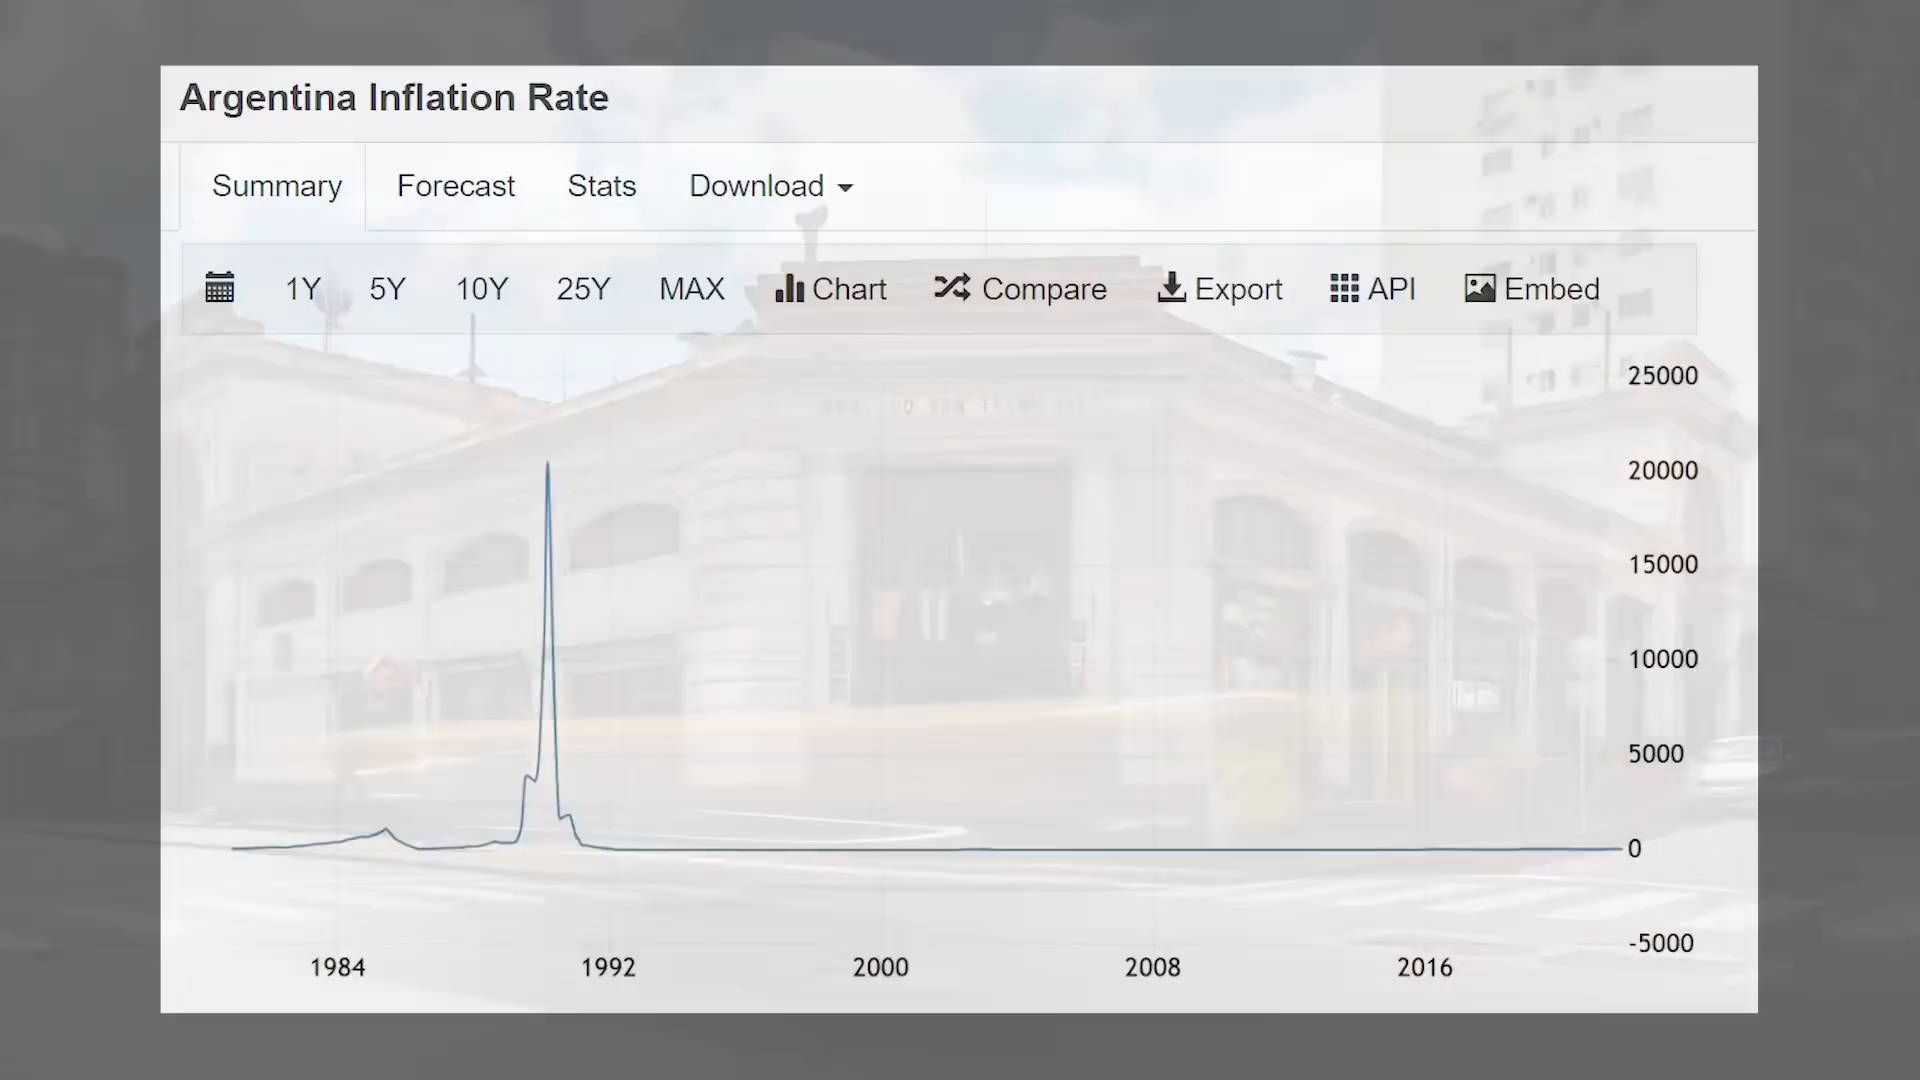 Argentina Inflation Rate
Summary Forecast Stats Download
1Y 5Y 10Y 25Y MAX Chart Compare Export API Embed
25000
20000
15000
10000
5000
0
-5000
1984 1992 2000 2008 2016